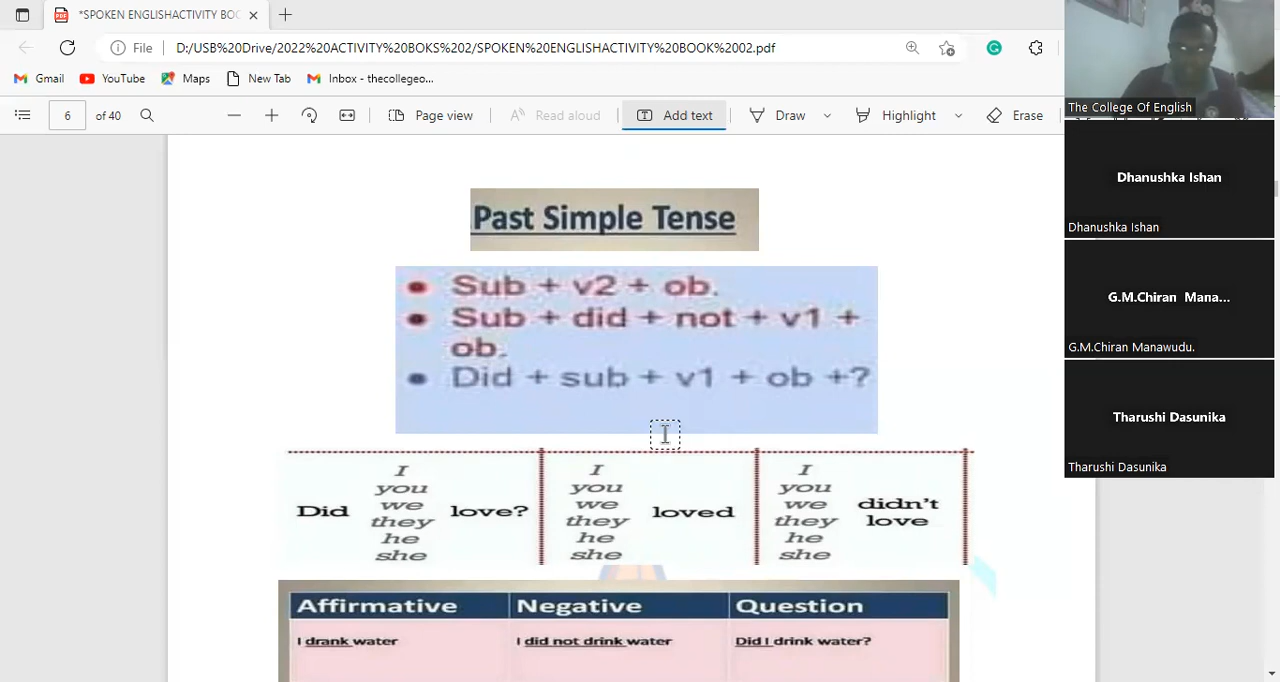 *SPOKEN ENGLISHACTIVITY BOO
File
D:/USB%20Drive/2022%20ACTIVITY%20BOKS%202/SPOKEN%20ENGLISHACTIVITY%20BOOK%2002.pdf
Gmail YouTube Maps New Tab Inbox - thecollegeo...
6 of 40 Page view Read aloud Add text Draw Highlight Erase
The College Of English
Dhanushka Ishan
Dhanushka Ishan
G.M.Chiran Mana...
G.M.Chiran Manawudu.
Tharushi Dasunika
Tharushi Dasunika
Past Simple Tense
• Sub + v2 + ob.
• Sub + did + not + v1 +
ob.
• Did + sub + v1 + ob +?
I I I
you you you
Did we love? we loved we didn't love
they they they
he he he
she she she
Affirmative Negative Question
I drank water I did not drink water Did I drink water?